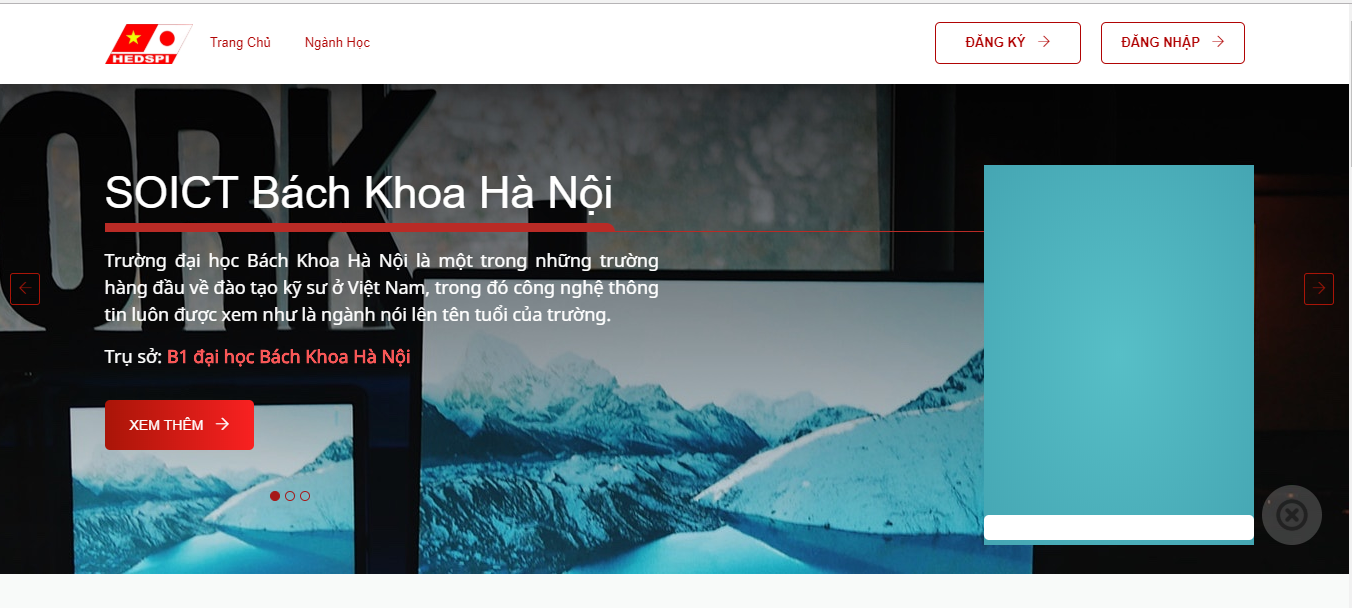 HEDSPI
Trang Chủ
Ngành Học
ĐĂNG KÝ
ĐĂNG NHẬP
ORK
SOICT Bách Khoa Hà Nội
Trường đại học Bách Khoa Hà Nội là một trong những trường
hàng đầu về đào tạo kỹ sư ở Việt Nam, trong đó công nghệ thông
tin luôn được xem như là ngành nói lên tên tuổi của trường.
Trụ sở: B1 đại học Bách Khoa Hà Nội
XEM THÊM